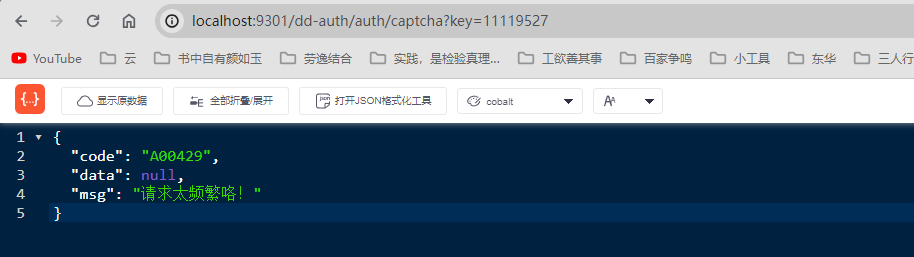 localhost:9301/dd-auth/auth/captcha?key=11119527
YouTube 云 书中自有颜如玉 劳逸结合 实践，是检验真理... 工欲善其事 百家争鸣 小工具 东华 三人行
{...} 显示原数据 全部折叠/展开 JSON 打开JSON格式化工具 cobalt AA
1 {
2 "code": "A00429",
3 "data": null,
4 "msg": "请求太频繁咯！"
5 }